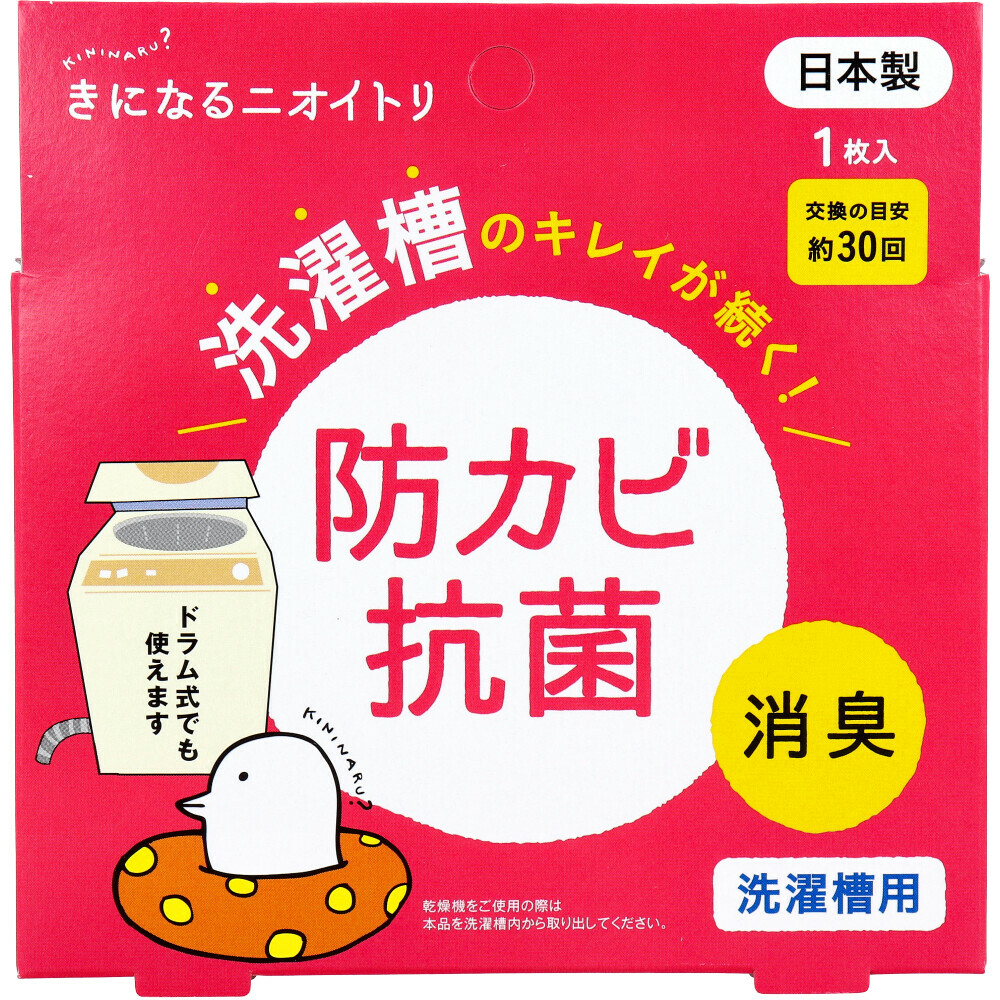 KININARU?
きになるニオイトリ
日本製
1枚入
交換の目安
約30回
洗濯槽のキレイが続く!
防カビ
抗菌
消臭
ドラム式でも
使えます
KININARU?
洗濯槽用
乾燥機をご使用の際は
本品を洗濯槽内から取り出してください。